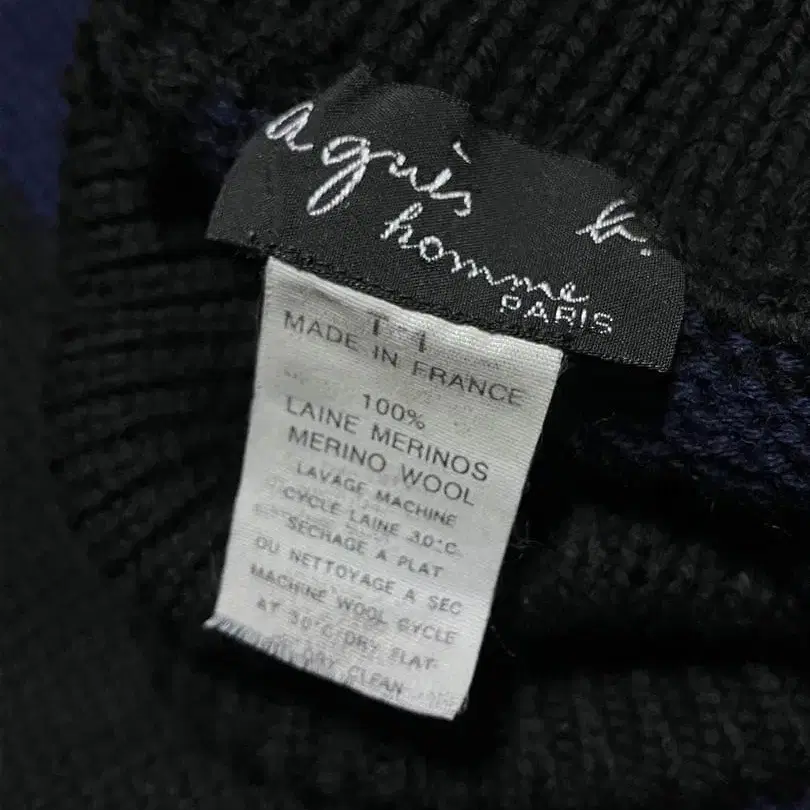 agnès b.
homme
PARIS
T 1
MADE IN FRANCE
100%
LAINE MERINOS
MERINO WOOL
LAVAGE MACHINE
CYCLE LAINE 30°C
SECHAGE A PLAT
OU NETTOYAGE A SEC
MACHINE WOOL CYCLE
AT 30°C/DRY FLAT
DRY CLEAN